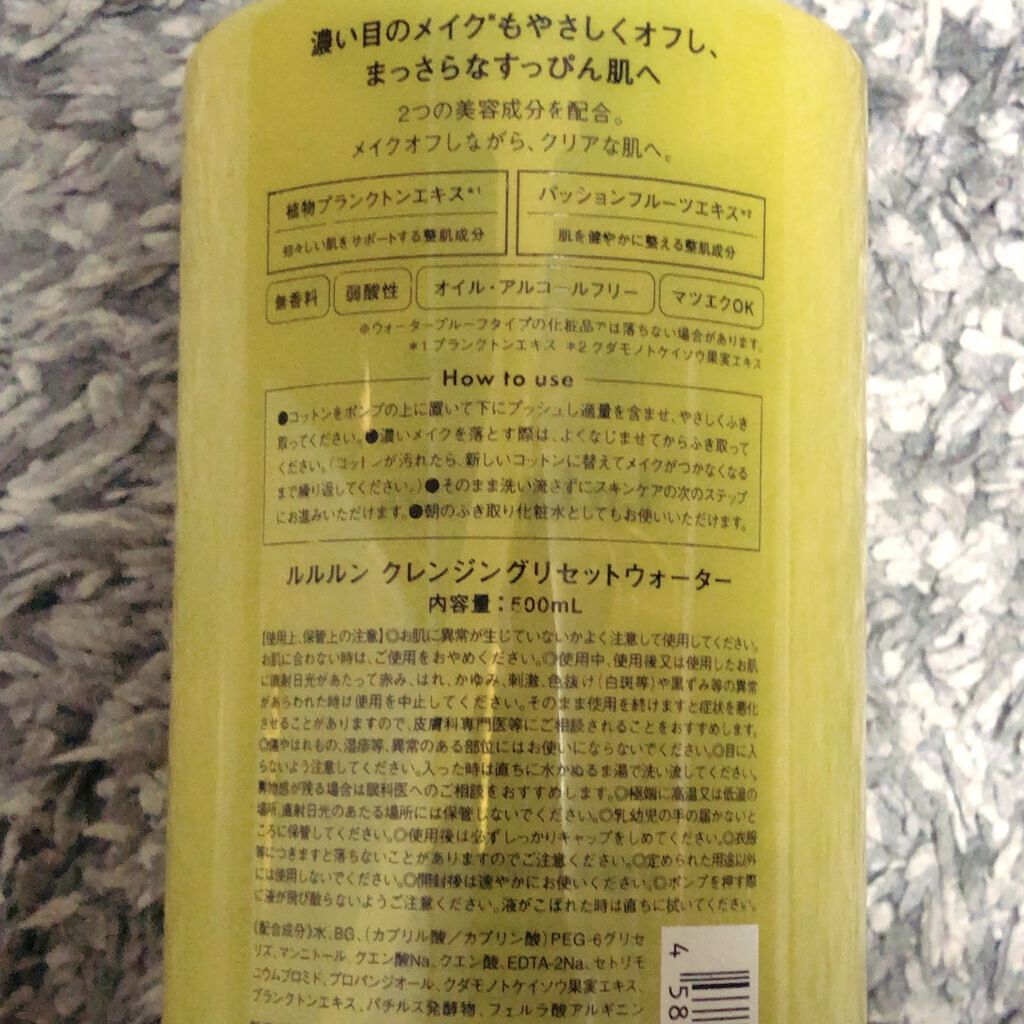 濃い目のメイク*もやさしくオフし、
まっさらなすっぴん肌へ
2つの美容成分を配合。
メイクオフしながら、クリアな肌へ。
植物プランクトンエキス*1
初々しい肌をサポートする整肌成分
パッションフルーツエキス*2
肌を健やかに整える整肌成分
無香料 弱酸性 オイル・アルコールフリー マツエクOK
※ウォータープルーフタイプの化粧品では落ちない場合があります。
*1 プランクトンエキス *2 クダモノトケイソウ果実エキス
How to use
●コットンをポンプの上に置いて下にプッシュし適量を含ませ、やさしくふき
取ってください。●濃いメイクを落とす際は、よくなじませてからふき取って
ください。(コットンが汚れたら、新しいコットンに替えてメイクがつかなくなる
まで繰り返してください。)●そのまま洗い流さずにスキンケアの次のステップ
にお進みいただけます。●朝のふき取り化粧水としてもお使いいただけます。
ルルルン クレンジングリセットウォーター
内容量：500mL
【使用上、保管上の注意】◎お肌に異常が生じていないかよく注意して使用してください。
お肌に合わない時は、ご使用をおやめください。◎使用中、使用後又は使用したお肌
に直射日光があたって赤み、はれ、かゆみ、刺激、色抜け(白斑等)や黒ずみ等の異常
があらわれた時は使用を中止してください。そのまま使用を続けますと症状を悪化
させることがありますので、皮膚科専門医等にご相談されることをおすすめします。
◎傷やはれもの、湿疹等、異常のある部位にはお使いにならないでください。◎目に入
らないよう注意してください。入った時は直ちに水かぬるま湯で洗い流してください。
異物感が残る場合は眼科医へのご相談をおすすめします。◎極端に高温又は低温の
場所、直射日光のあたる場所には保管しないでください。◎乳幼児の手の届かないと
ころに保管してください。◎使用後は必ずしっかりキャップをしめてください。◎衣服
等につきますと落ちないことがありますのでご注意ください。◎定められた用途以外
には使用しないでください。◎開封後は速やかにお使いください。◎ポンプを押す際
に液が飛び散らないようご注意ください。液がこぼれた時は直ちに拭いてください。
《配合成分》水、BG、(カプリル酸／カプリン酸)PEG-6グリセ
リズ、マンニトール、クエン酸Na、クエン酸、EDTA-2Na、セトリモ
ニウムブロミド、プロパンジオール、クダモノトケイソウ果実エキス、
プランクトンエキス、バチルス発酵物、フェルラ酸アルギニン
4 58